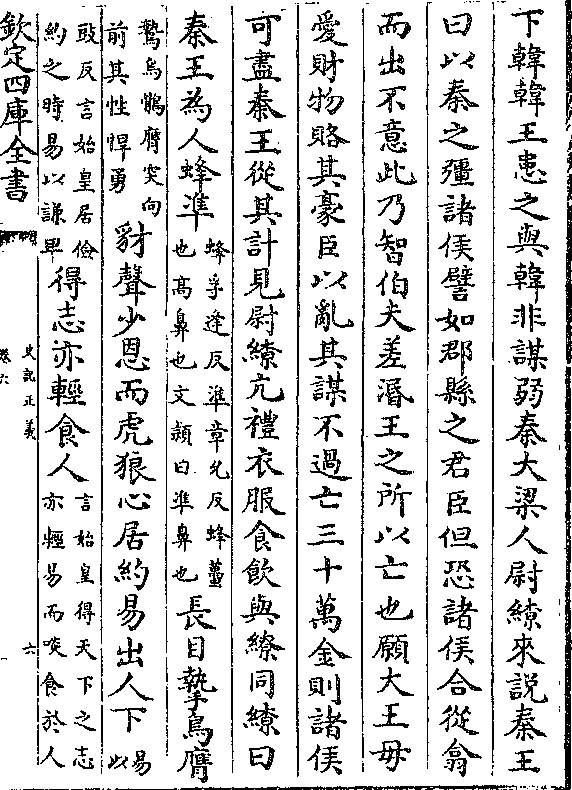 下韓韓王患之與韓非謀弱秦大梁人尉繚來說秦王
曰以秦之彊諸侯譬如郡縣之君臣但恐諸侯合從翕
而出不意此乃智伯夫差湣王之所以亡也願大王毋
愛財物賂其豪臣以亂其謀不過亡三十萬金則諸侯
可盡秦王從其計見尉繚亢禮衣服食飲與繚同繚曰
秦王為人蜂準
蜂孚逢反準章允反蜂蠆
也高鼻也文頴曰準鼻也
長目摯鳥膺
鷙鳥鶻膺突向
前其性悍勇
豺聲少恩而虎狼心居約易出人下
易
以
豉反言始皇居儉
約之時易以謙卑
得志亦輕食人
言始皇得天下之志
亦輕易而啖食於人
欽定四庫全書
史記正義
卷六
六